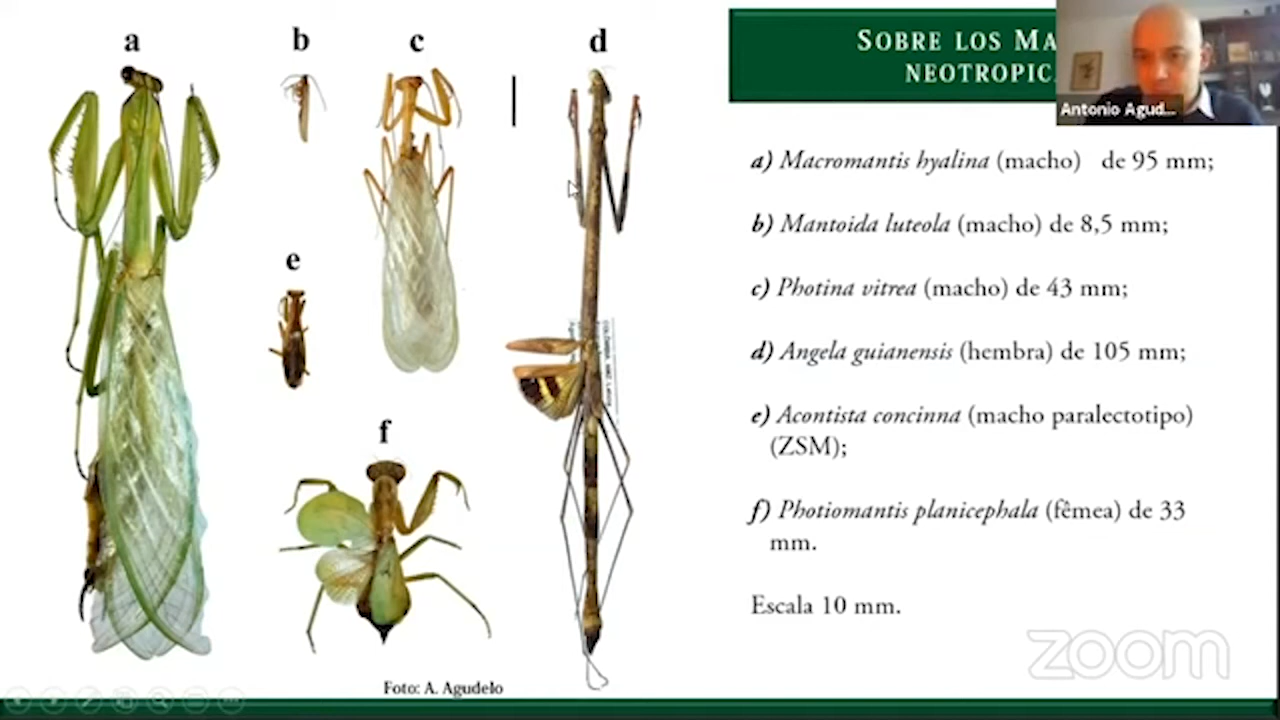 a
b
c
d
e
f
SOBRE LOS MA
NEOTROPIC
Antonio Agud...
a) Macromantis hyalina (macho) de 95 mm;
b) Mantoida luteola (macho) de 8,5 mm;
c) Photina vitrea (macho) de 43 mm;
d) Angela guianensis (hembra) de 105 mm;
e) Acontista concinna (macho paralectotipo)
(ZSM);
f) Photiomantis planicephala (fêmea) de 33
mm.
Escala 10 mm.
Foto: A. Agudelo
zoom